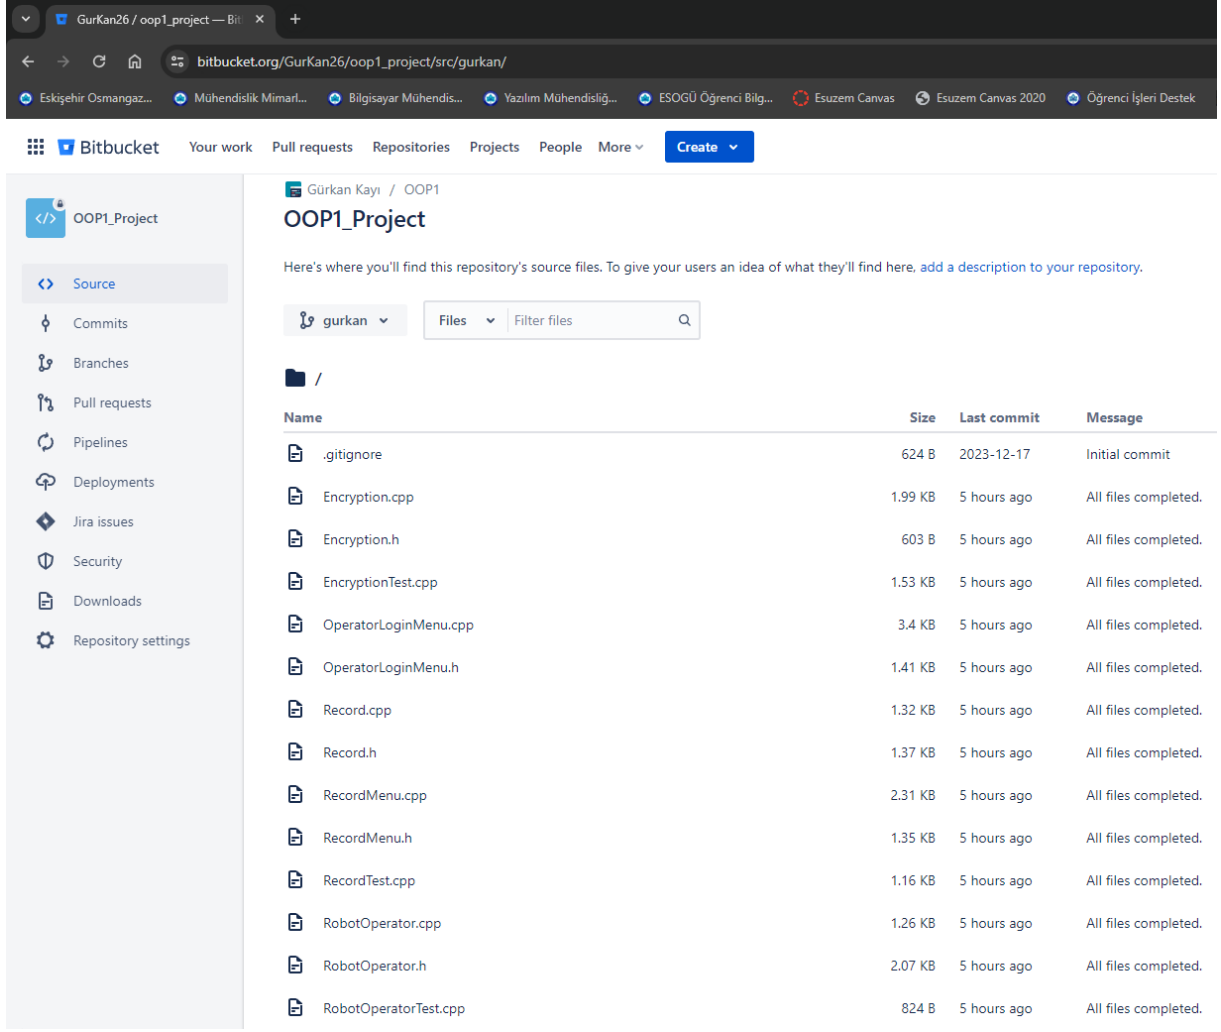 GurKan26 / oop1_project — Bit
bitbucket.org/GurKan26/oop1_project/src/gurkan/
Eskişehir Osmangaz... Mühendislik Mimarl... Bilgisayar Mühendis... Yazılım Mühendisliğ... ESOGÜ Öğrenci Bilg... Esuzem Canvas Esuzem Canvas 2020 Öğrenci İşleri Destek
Bitbucket Your work Pull requests Repositories Projects People More Create
OOP1_Project
Source
Commits
Branches
Pull requests
Pipelines
Deployments
Jira issues
Security
Downloads
Repository settings
Gürkan Kayı / OOP1
OOP1_Project
Here's where you'll find this repository's source files. To give your users an idea of what they'll find here, add a description to your repository.
gurkan Files Filter files
/
Name Size Last commit Message
.gitignore 624 B 2023-12-17 Initial commit
Encryption.cpp 1.99 KB 5 hours ago All files completed.
Encryption.h 603 B 5 hours ago All files completed.
EncryptionTest.cpp 1.53 KB 5 hours ago All files completed.
OperatorLoginMenu.cpp 3.4 KB 5 hours ago All files completed.
OperatorLoginMenu.h 1.41 KB 5 hours ago All files completed.
Record.cpp 1.32 KB 5 hours ago All files completed.
Record.h 1.37 KB 5 hours ago All files completed.
RecordMenu.cpp 2.31 KB 5 hours ago All files completed.
RecordMenu.h 1.35 KB 5 hours ago All files completed.
RecordTest.cpp 1.16 KB 5 hours ago All files completed.
RobotOperator.cpp 1.26 KB 5 hours ago All files completed.
RobotOperator.h 2.07 KB 5 hours ago All files completed.
RobotOperatorTest.cpp 824 B 5 hours ago All files completed.